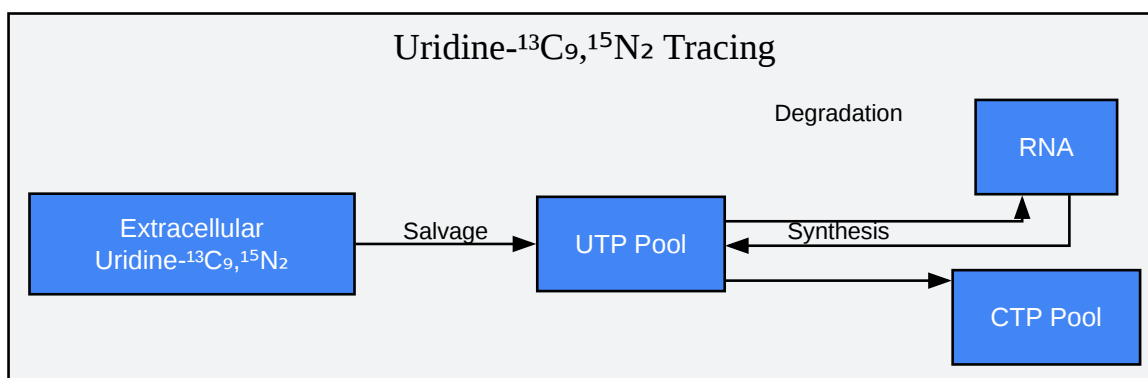 Uridine-¹³C₉,¹⁵N₂ Tracing
Degradation
RNA
Extracellular
Uridine-¹³C₉,¹⁵N₂
Salvage
UTP Pool
Synthesis
CTP Pool